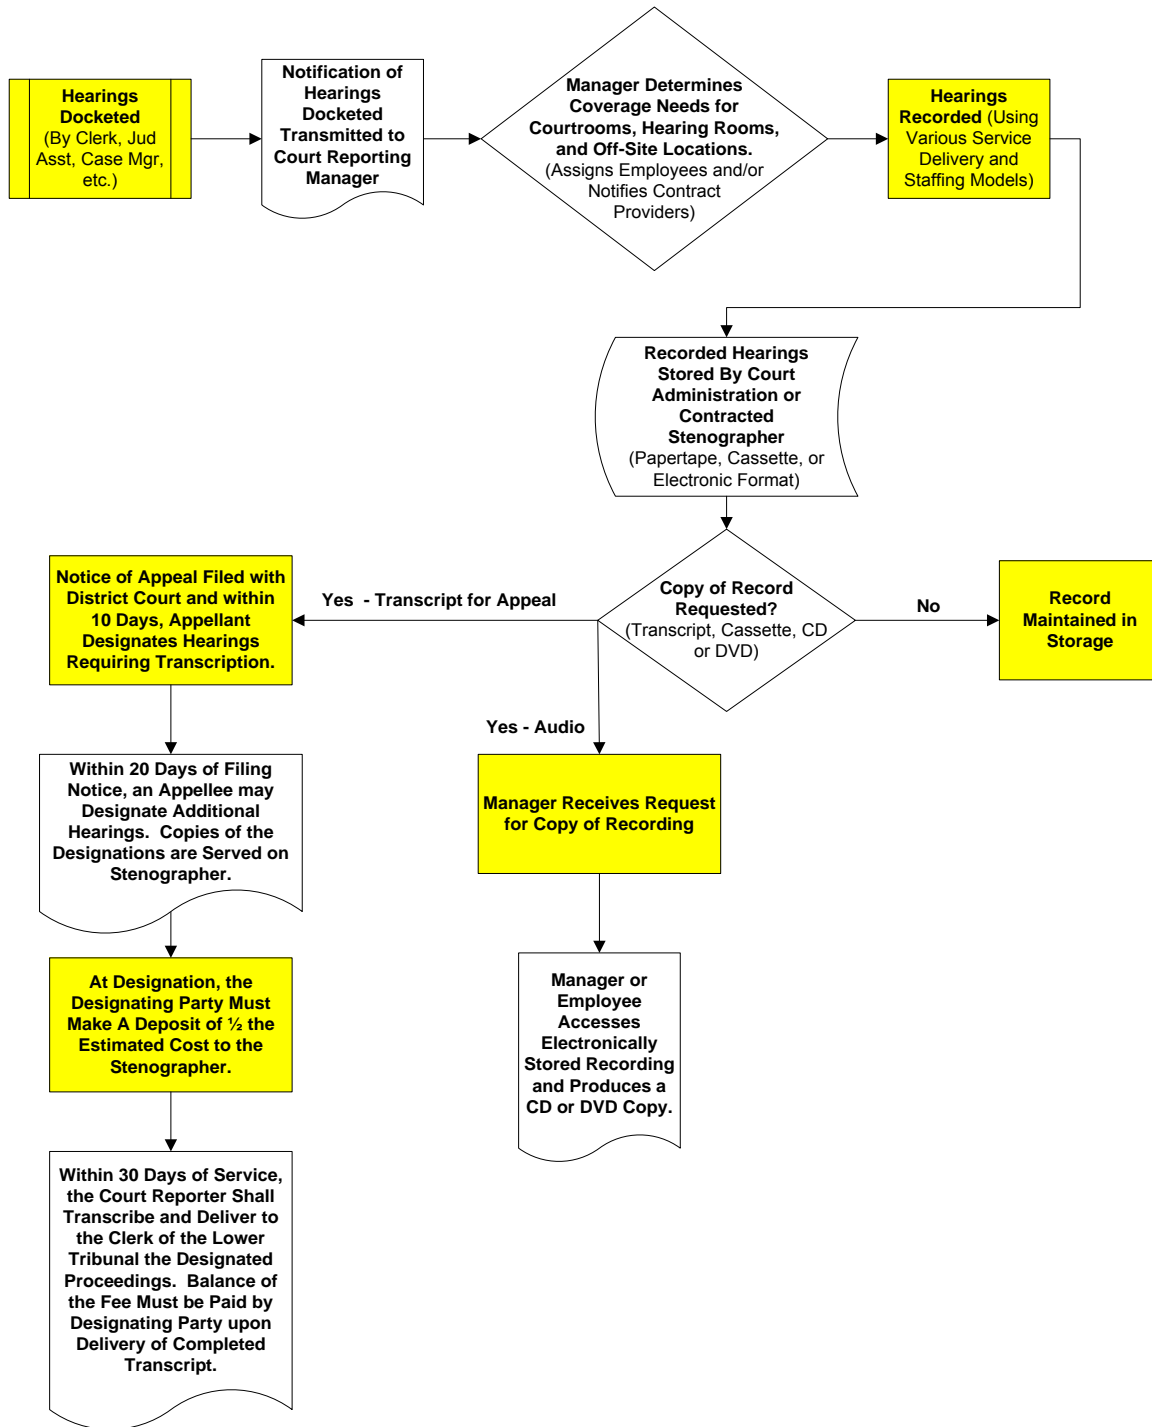 Hearings
Docketed
(By Clerk, Jud
Asst, Case Mgr,
etc.)
Notification of
Hearings
Docketed
Transmitted to
Court Reporting
Manager
Manager Determines
Coverage Needs for
Courtrooms, Hearing Rooms,
and Off-Site Locations.
(Assigns Employees and/or
Notifies Contract
Providers)
Hearings
Recorded (Using
Various Service
Delivery and
Staffing Models)
Recorded Hearings
Stored By Court
Administration or
Contracted
Stenographer
(Papertape, Cassette, or
Electronic Format)
Copy of Record
Requested?
(Transcript, Cassette, CD
or DVD)
No
Record
Maintained in
Storage
Yes - Transcript for Appeal
Notice of Appeal Filed with
District Court and within
10 Days, Appellant
Designates Hearings
Requiring Transcription.
Within 20 Days of Filing
Notice, an Appellee may
Designate Additional
Hearings. Copies of the
Designations are Served on
Stenographer.
At Designation, the
Designating Party Must
Make A Deposit of ½ the
Estimated Cost to the
Stenographer.
Within 30 Days of Service,
the Court Reporter Shall
Transcribe and Deliver to
the Clerk of the Lower
Tribunal the Designated
Proceedings. Balance of
the Fee Must be Paid by
Designating Party upon
Delivery of Completed
Transcript.
Yes - Audio
Manager Receives Request
for Copy of Recording
Manager or
Employee
Accesses
Electronically
Stored Recording
and Produces a
CD or DVD Copy.